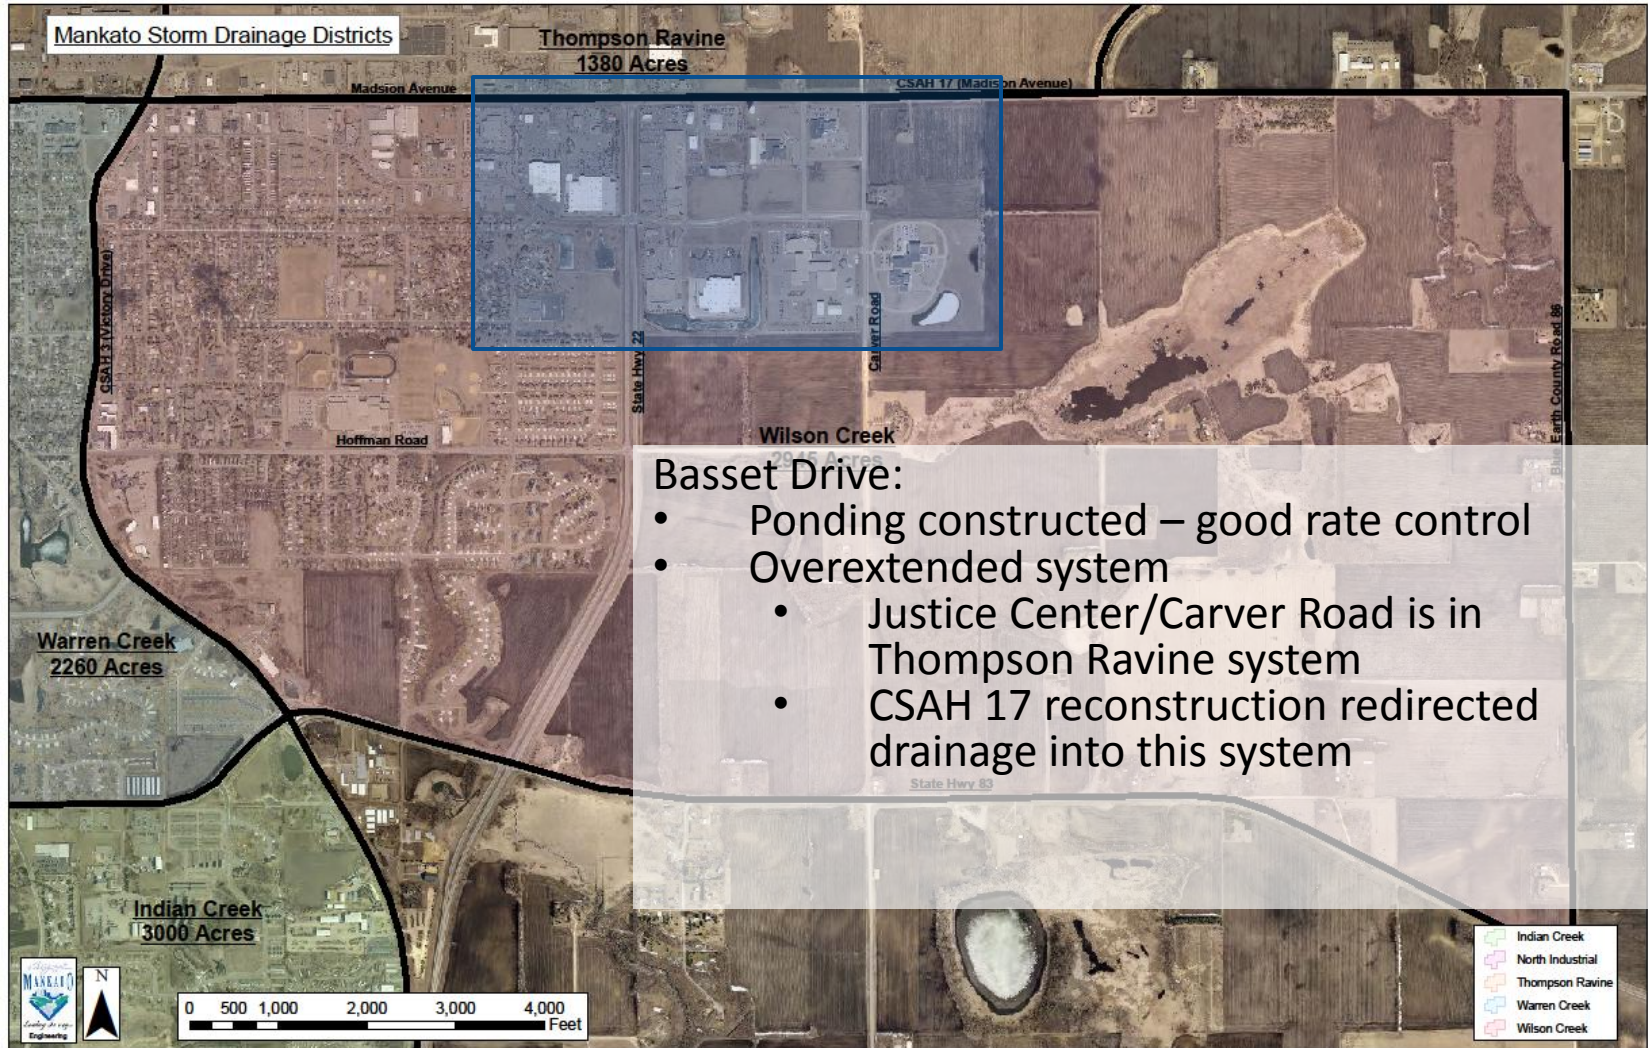 Mankato Storm Drainage Districts
Thompson Ravine
1380 Acres
Madsion Avenue
CSAH 17 (Madison Avenue)
CSAH 3 (Victory Drive)
State Hwy 22
Carver Road
Blue Earth County Road 86
Hoffman Road
Wilson Creek
2945 Acres
Basset Drive:
• Ponding constructed – good rate control
• Overextended system
• Justice Center/Carver Road is in
Thompson Ravine system
• CSAH 17 reconstruction redirected
drainage into this system
State Hwy 83
Warren Creek
2260 Acres
Indian Creek
3000 Acres
MANKATO
Engineering
N
0 500 1,000 2,000 3,000 4,000
Feet
Indian Creek
North Industrial
Thompson Ravine
Warren Creek
Wilson Creek